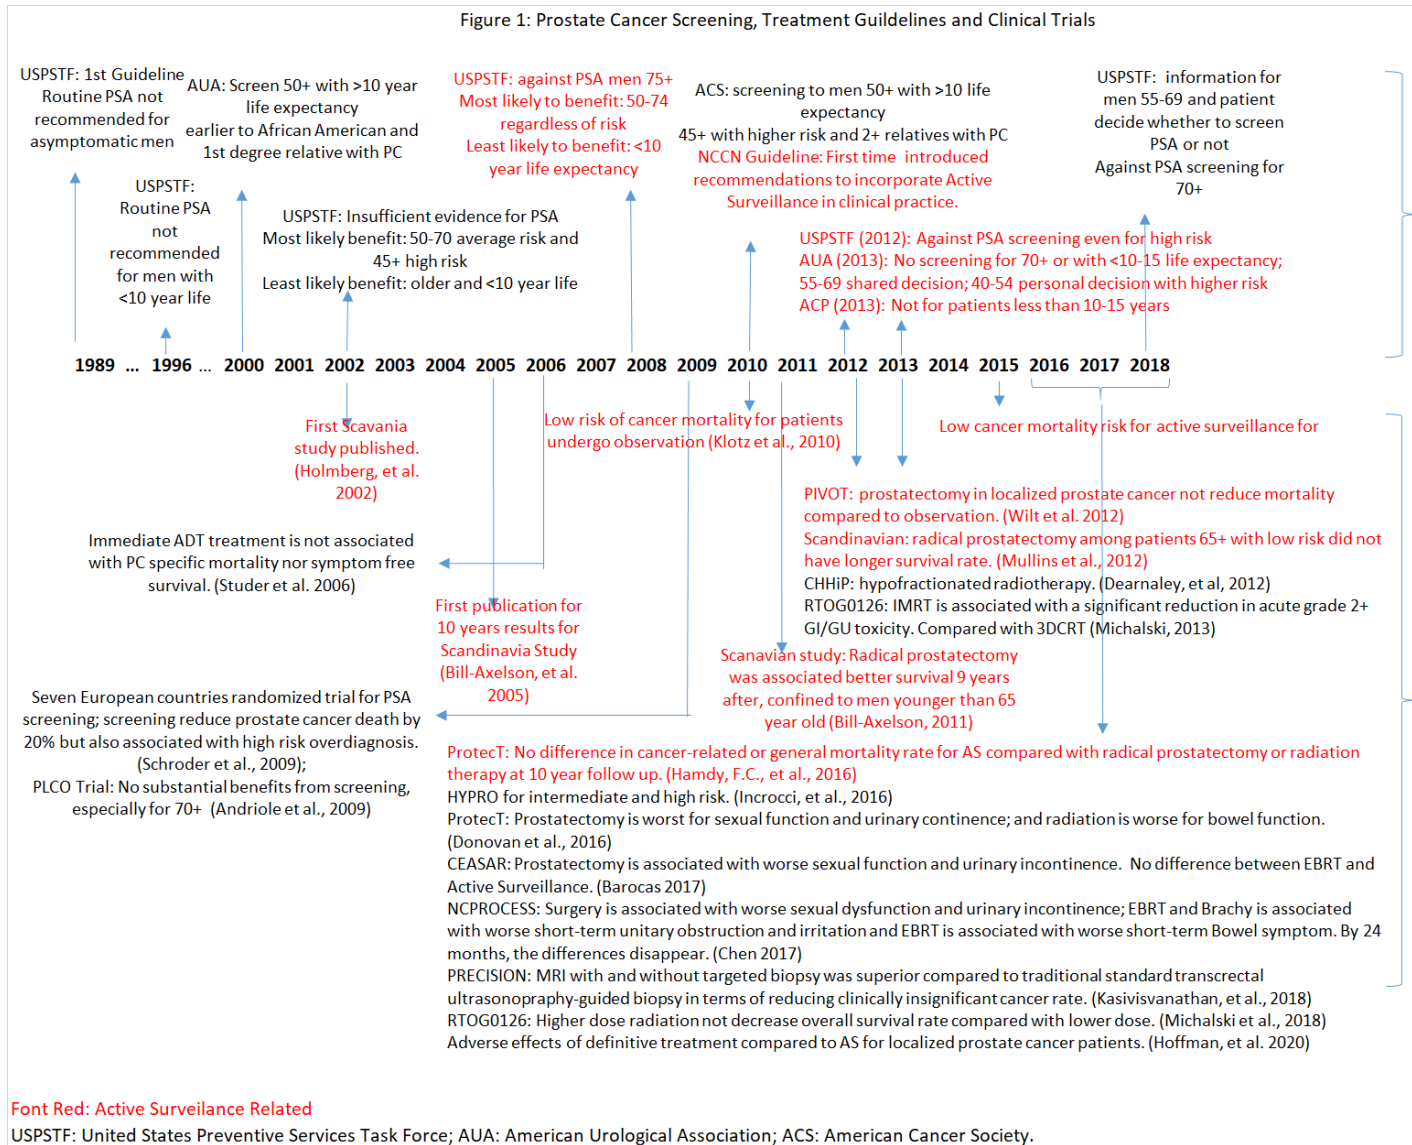 Figure 1: Prostate Cancer Screening, Treatment Guildelines and Clinical Trials
USPSTF: 1st Guideline
Routine PSA not
recommended for
asymptomatic men
AUA: Screen 50+ with >10 year
life expectancy
earlier to African American and
1st degree relative with PC
USPSTF: against PSA men 75+
Most likely to benefit: 50-74
regardless of risk
Least likely to benefit: <10
year life expectancy
ACS: screening to men 50+ with >10 life
expectancy
45+ with higher risk and 2+ relatives with PC
NCCN Guideline: First time introduced
recommendations to incorporate Active
Surveillance in clinical practice.
USPSTF: information for
men 55-69 and patient
decide whether to screen
PSA or not
Against PSA screening for
70+
USPSTF:
Routine PSA
not
recommended
for men with
<10 year life
USPSTF: Insufficient evidence for PSA
Most likely benefit: 50-70 average risk and
45+ high risk
Least likely benefit: older and <10 year life
USPSTF (2012): Against PSA screening even for high risk
AUA (2013): No screening for 70+ or with <10-15 life expectancy;
55-69 shared decision; 40-54 personal decision with higher risk
ACP (2013): Not for patients less than 10-15 years
1989 ... 1996 ... 2000 2001 2002 2003 2004 2005 2006 2007 2008 2009 2010 2011 2012 2013 2014 2015 2016 2017 2018
First Scavania
study published.
(Holmberg, et al.
2002)
Low risk of cancer mortality for patients
undergo observation (Klotz et al., 2010)
Low cancer mortality risk for active surveillance for
PIVOT: prostatectomy in localized prostate cancer not reduce mortality
compared to observation. (Wilt et al. 2012)
Scandinavian: radical prostatectomy among patients 65+ with low risk did not
have longer survival rate. (Mullins et al., 2012)
CHHiP: hypofractionated radiotherapy. (Dearnaley, et al, 2012)
RTOG0126: IMRT is associated with a significant reduction in acute grade 2+
GI/GU toxicity. Compared with 3DCRT (Michalski, 2013)
Immediate ADT treatment is not associated
with PC specific mortality nor symptom free
survival. (Studer et al. 2006)
First publication for
10 years results for
Scandinavia Study
(Bill-Axelson, et al.
2005)
Scanavian study: Radical prostatectomy
was associated better survival 9 years
after, confined to men younger than 65
year old (Bill-Axelson, 2011)
Seven European countries randomized trial for PSA
screening; screening reduce prostate cancer death by
20% but also associated with high risk overdiagnosis.
(Schroder et al., 2009);
PLCO Trial: No substantial benefits from screening,
especially for 70+ (Andriole et al., 2009)
ProtecT: No difference in cancer-related or general mortality rate for AS compared with radical prostatectomy or radiation
therapy at 10 year follow up. (Hamdy, F.C., et al., 2016)
HYPRO for intermediate and high risk. (Incrocci, et al., 2016)
ProtecT: Prostatectomy is worst for sexual function and urinary continence; and radiation is worse for bowel function.
(Donovan et al., 2016)
CEASAR: Prostatectomy is associated with worse sexual function and urinary incontinence. No difference between EBRT and
Active Surveillance. (Barocas 2017)
NCPROCESS: Surgery is associated with worse sexual dysfunction and urinary incontinence; EBRT and Brachy is associated
with worse short-term unitary obstruction and irritation and EBRT is associated with worse short-term Bowel symptom. By 24
months, the differences disappear. (Chen 2017)
PRECISION: MRI with and without targeted biopsy was superior compared to traditional standard transcrectal
ultrasonopraphy-guided biopsy in terms of reducing clinically insignificant cancer rate. (Kasivisvanathan, et al., 2018)
RTOG0126: Higher dose radiation not decrease overall survival rate compared with lower dose. (Michalski et al., 2018)
Adverse effects of definitive treatment compared to AS for localized prostate cancer patients. (Hoffman, et al. 2020)
Font Red: Active Surveilance Related
USPSTF: United States Preventive Services Task Force; AUA: American Urological Association; ACS: American Cancer Society.